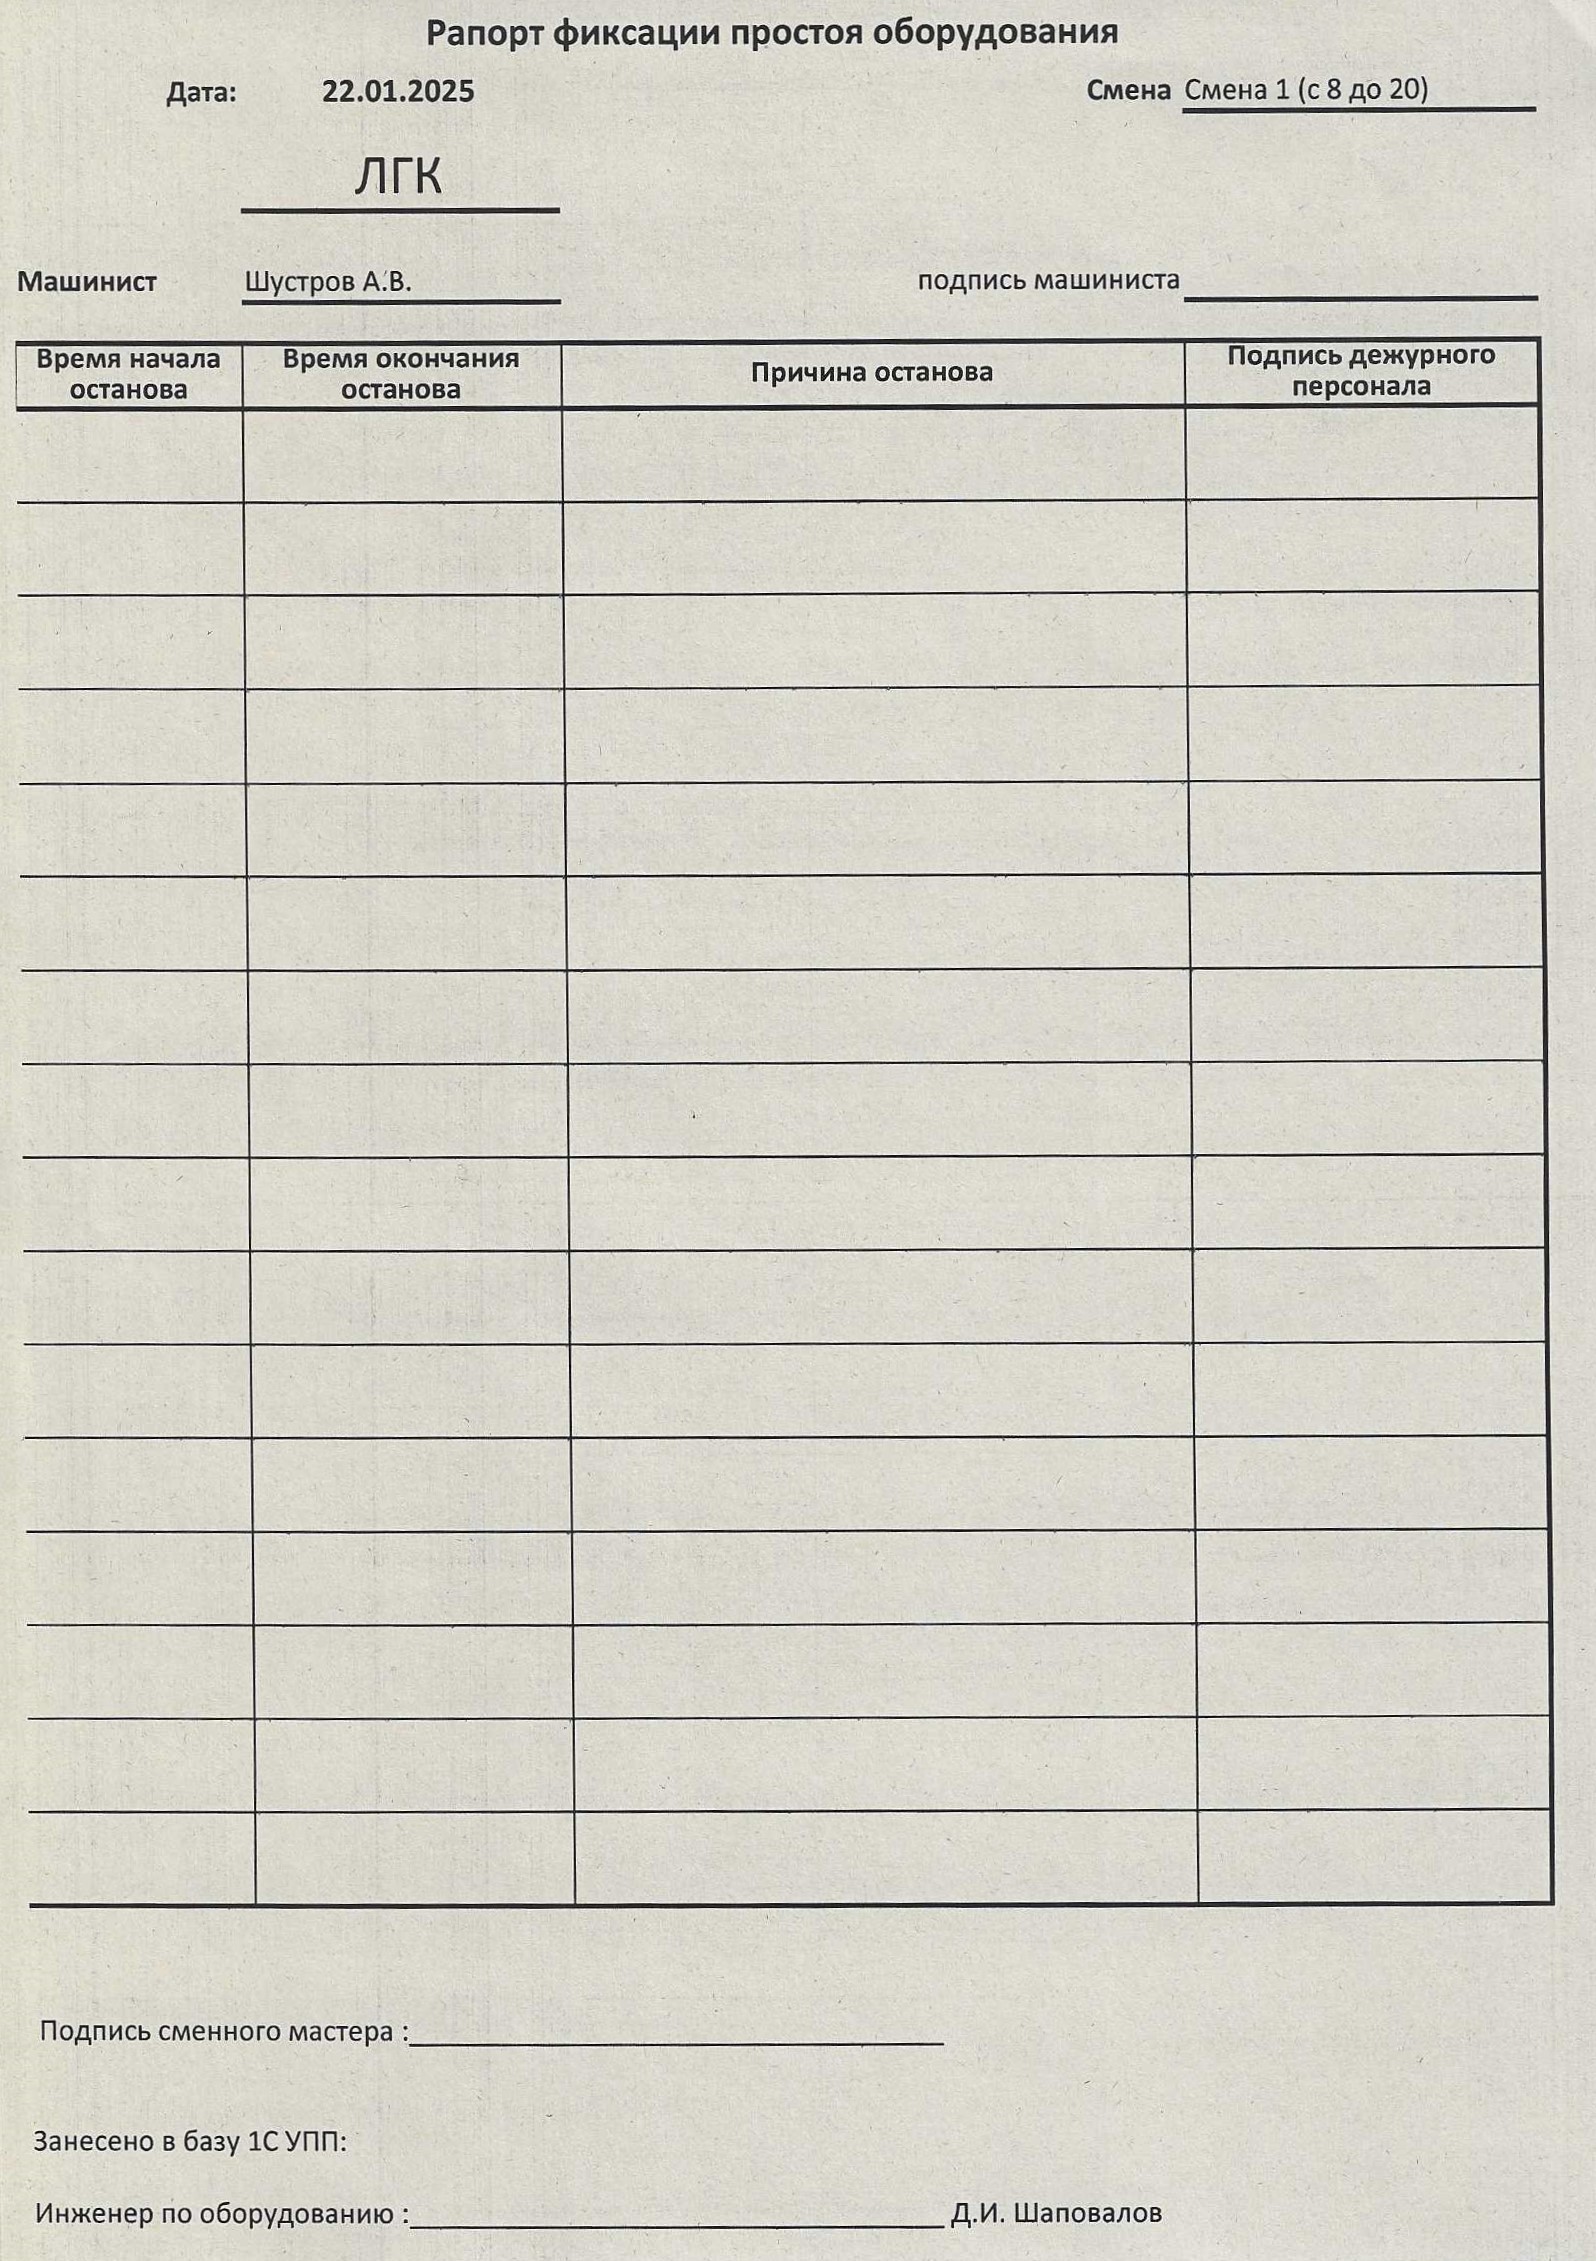 Рапорт фиксации простоя оборудования
Дата: 22.01.2025 Смена Смена 1 (с 8 до 20)
ЛГК
Машинист Шустров А.В. подпись машиниста
Время начала останова Время окончания останова Причина останова Подпись дежурного персонала
Подпись сменного мастера :
Занесено в базу 1С УПП:
Инженер по оборудованию : Д.И. Шаповалов